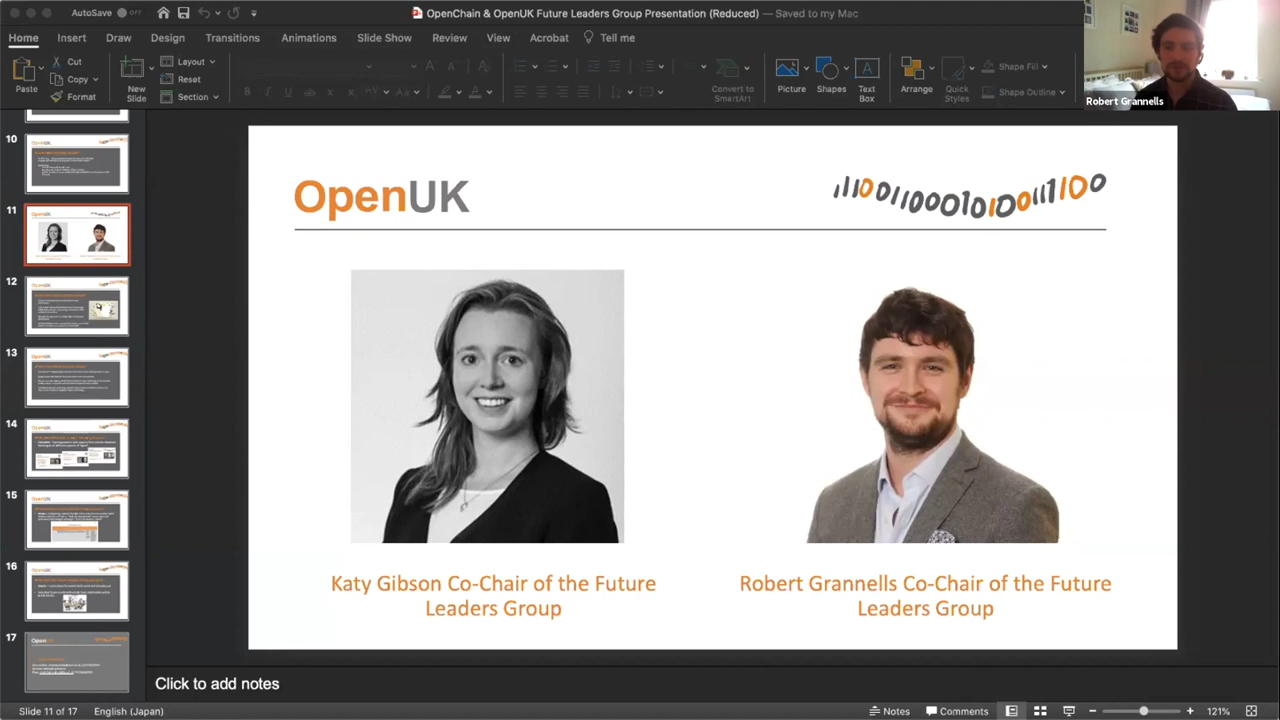 AutoSave OFF
OpenChain & OpenUK Future Leaders Group Presentation (Reduced) — Saved to my Mac
Home Insert Draw Design Transitions Animations Slide Show Review View Acrobat Tell me
Paste
Cut
Copy
Format
New Slide
Layout
Reset
Section
Convert to SmartArt
Picture
Shapes
Text Box
Arrange
Quick Styles
Shape Fill
Shape Outline
Robert Grannells
10
11
12
13
14
15
16
17
OpenUK
Katy Gibson Co-Chair of the Future
Leaders Group
Robert Grannells Co-Chair of the Future
Leaders Group
Click to add notes
Slide 11 of 17 English (Japan) Notes Comments 121%